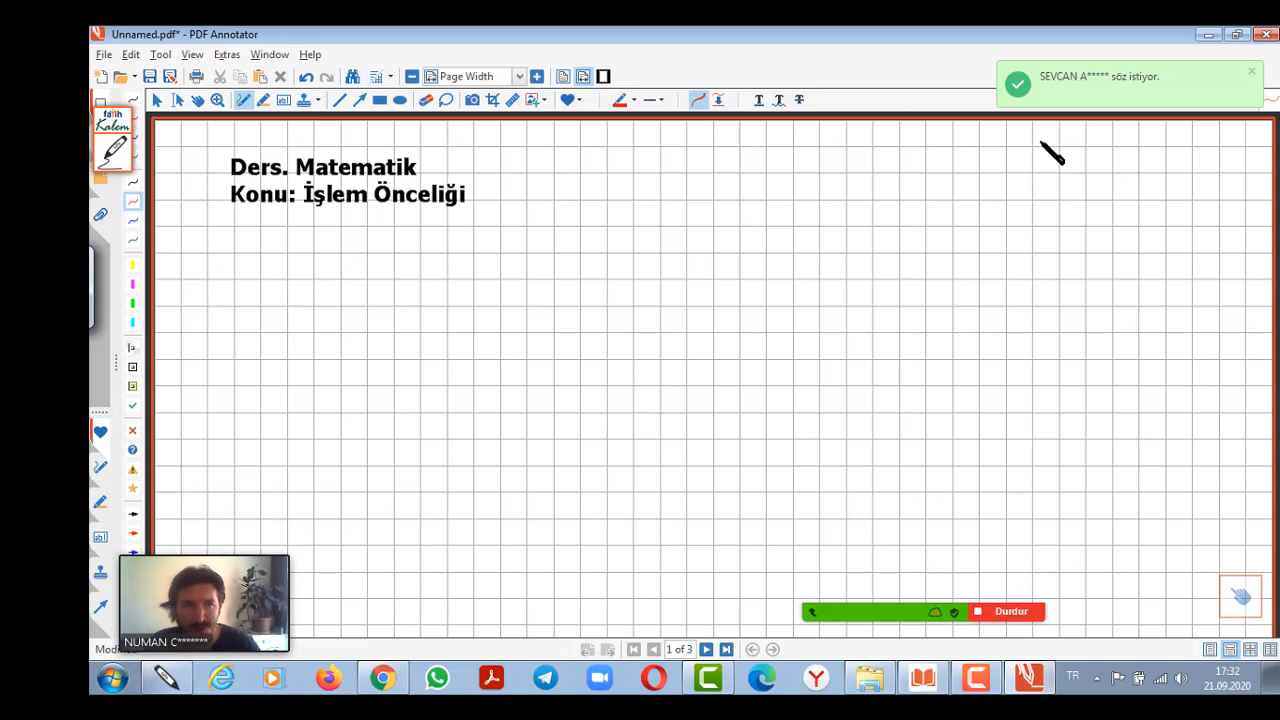 Unnamed.pdf* - PDF Annotator
File Edit Tool View Extras Window Help
Page Width
SEVCAN A***** söz istiyor.
fatih
Kalem
Ders. Matematik
Konu: İşlem Önceliği
NUMAN C*******
Durdur
1 of 3
TR
17:32
21.09.2020